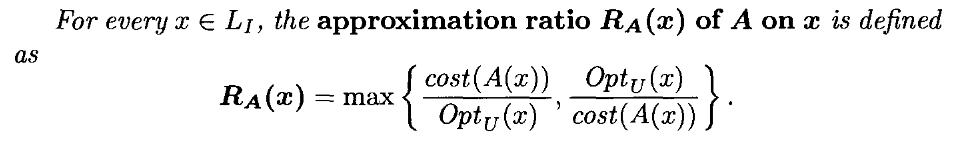 For every x ∈ L_I, the approximation ratio R_A(x) of A on x is defined
as
R_A(x) = max { cost(A(x)) / Opt_U(x) , Opt_U(x) / cost(A(x)) } .